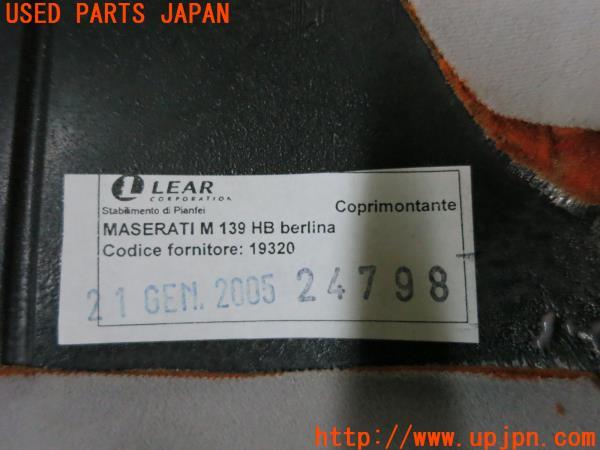 USED PARTS JAPAN
LEAR
CORPORATION
Stabilimento di Pianfei
Coprimontante
MASERATI M 139 HB berlina
Codice fornitore: 19320
21 GEN. 2005 24798
http://www.upjpn.com/